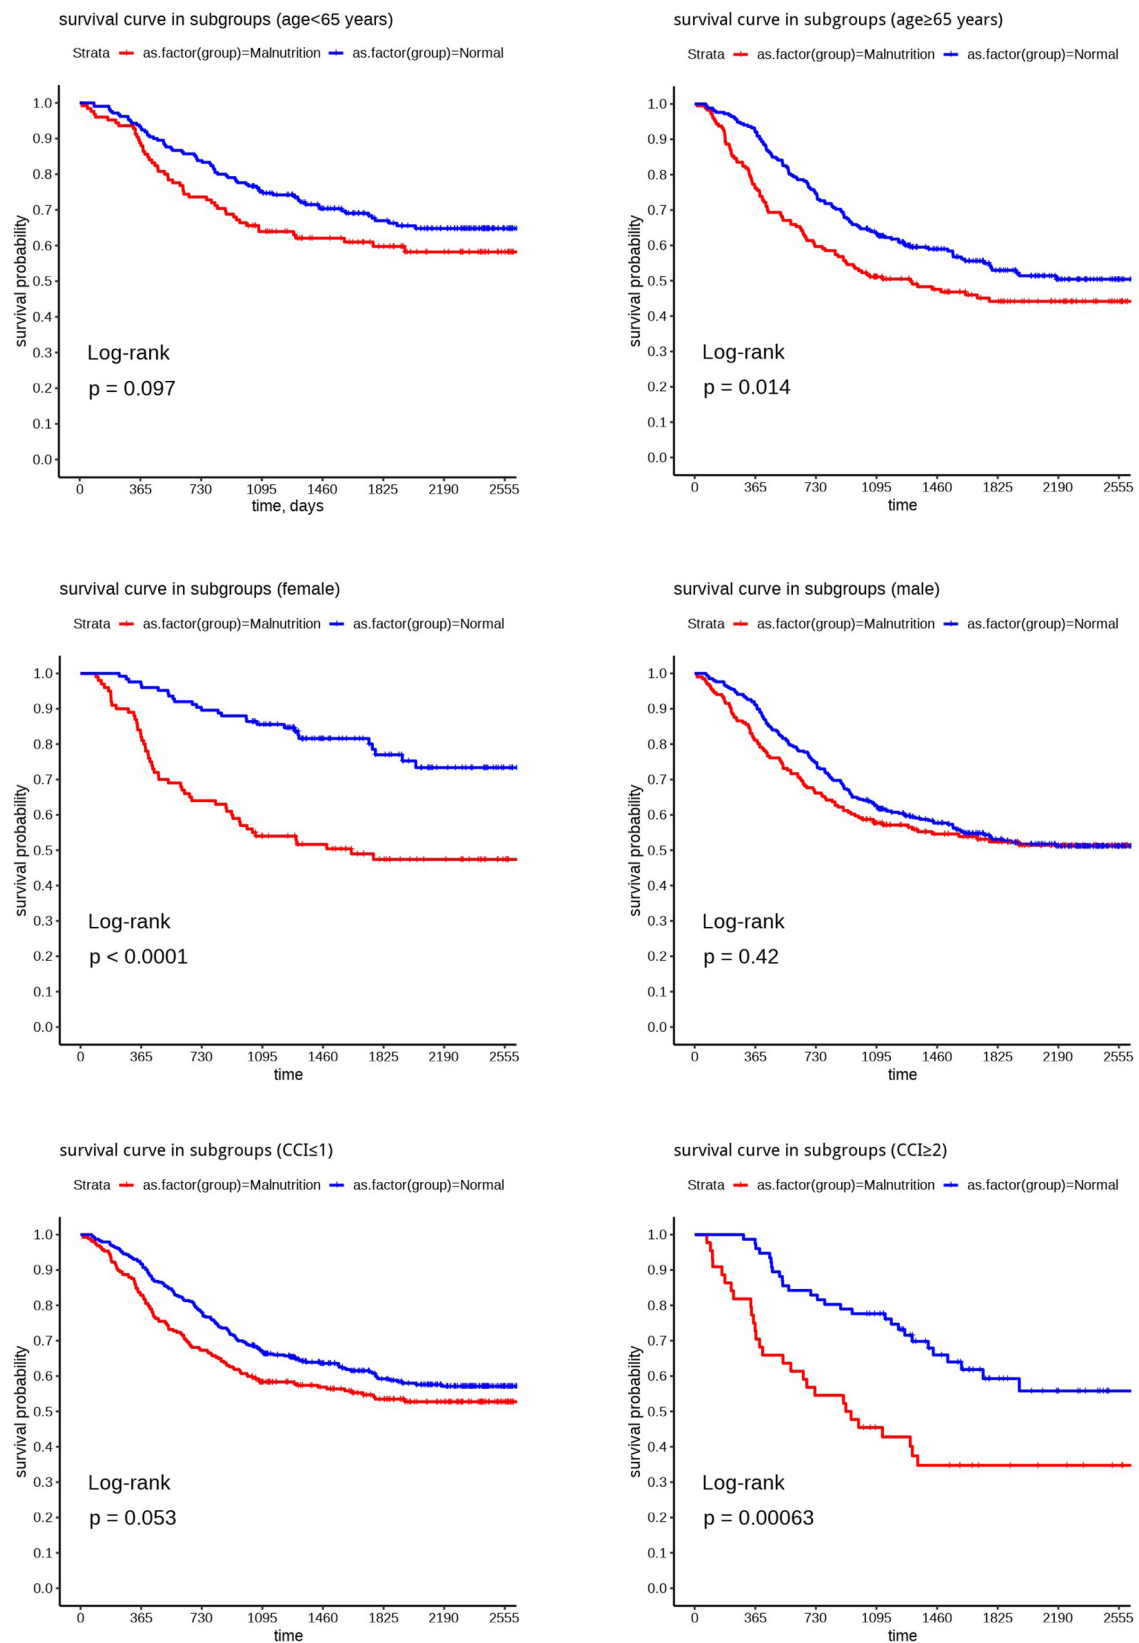 survival curve in subgroups (age<65 years)
Strata as.factor(group)=Malnutrition as.factor(group)=Normal
survival probability
1.0
0.9
0.8
0.7
0.6
0.5
0.4
0.3
0.2
0.1
0.0
Log-rank
p = 0.097
0 365 730 1095 1460 1825 2190 2555
time, days
survival curve in subgroups (age≥65 years)
Strata as.factor(group)=Malnutrition as.factor(group)=Normal
survival probability
1.0
0.9
0.8
0.7
0.6
0.5
0.4
0.3
0.2
0.1
0.0
Log-rank
p = 0.014
0 365 730 1095 1460 1825 2190 2555
time
survival curve in subgroups (female)
Strata as.factor(group)=Malnutrition as.factor(group)=Normal
survival probability
1.0
0.9
0.8
0.7
0.6
0.5
0.4
0.3
0.2
0.1
0.0
Log-rank
p < 0.0001
0 365 730 1095 1460 1825 2190 2555
time
survival curve in subgroups (male)
Strata as.factor(group)=Malnutrition as.factor(group)=Normal
survival probability
1.0
0.9
0.8
0.7
0.6
0.5
0.4
0.3
0.2
0.1
0.0
Log-rank
p = 0.42
0 365 730 1095 1460 1825 2190 2555
time
survival curve in subgroups (CCI≤1)
Strata as.factor(group)=Malnutrition as.factor(group)=Normal
survival probability
1.0
0.9
0.8
0.7
0.6
0.5
0.4
0.3
0.2
0.1
0.0
Log-rank
p = 0.053
0 365 730 1095 1460 1825 2190 2555
time
survival curve in subgroups (CCI≥2)
Strata as.factor(group)=Malnutrition as.factor(group)=Normal
survival probability
1.0
0.9
0.8
0.7
0.6
0.5
0.4
0.3
0.2
0.1
0.0
Log-rank
p = 0.00063
0 365 730 1095 1460 1825 2190 2555
time